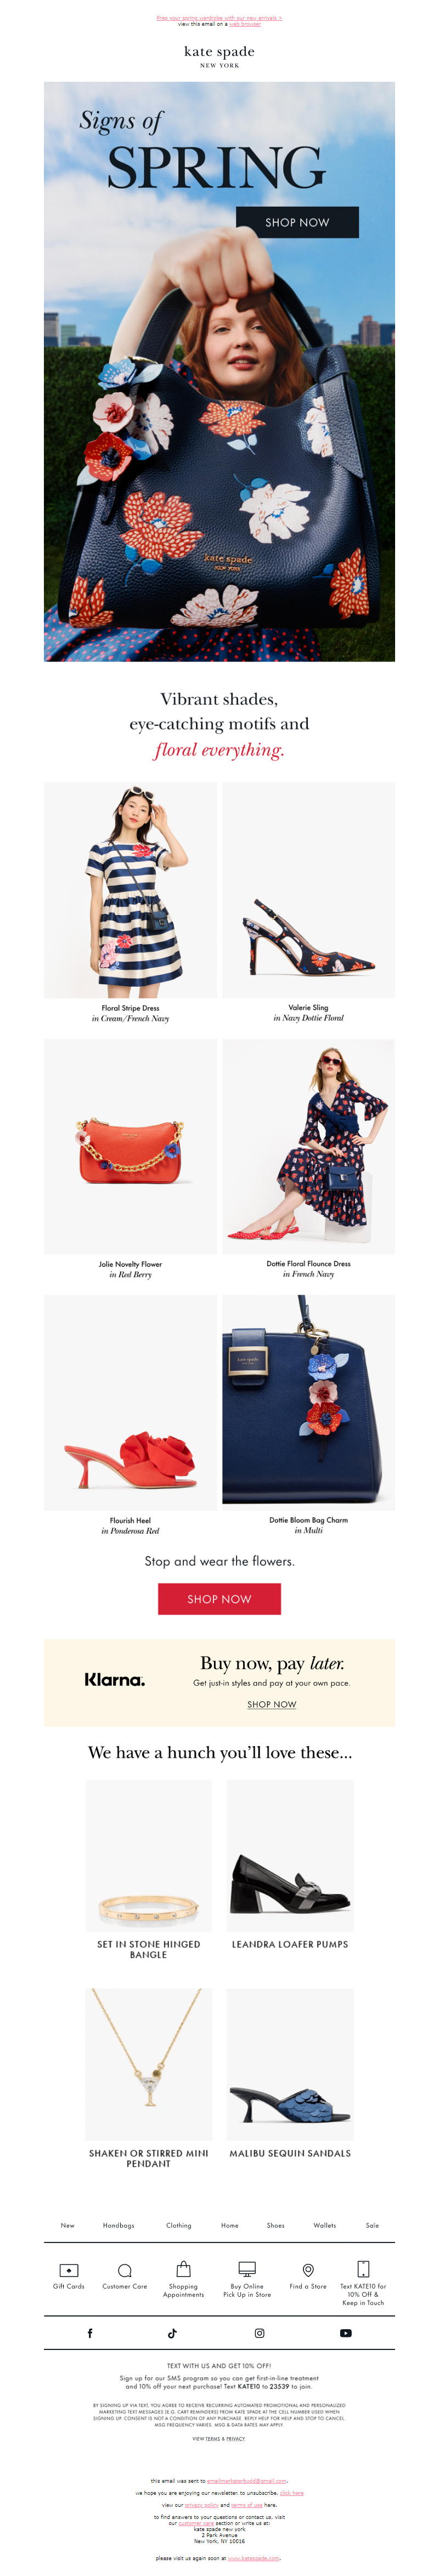 Prep your spring wardrobe with our new arrivals >
view this email on a web browser
kate spade
NEW YORK
Signs of
SPRING
SHOP NOW
kate spade
NEW YORK
Vibrant shades,
eye-catching motifs and
floral everything.
Floral Stripe Dress
in Cream/French Navy
Valerie Sling
in Navy Dottie Floral
Jolie Novelty Flower
in Red Berry
Dottie Floral Flounce Dress
in French Navy
kate spade
Flourish Heel
in Ponderosa Red
Dottie Bloom Bag Charm
in Multi
Stop and wear the flowers.
SHOP NOW
Klarna.
Buy now, pay later.
Get just-in styles and pay at your own pace.
SHOP NOW
We have a hunch you'll love these...
SET IN STONE HINGED
BANGLE
LEANDRA LOAFER PUMPS
SHAKEN OR STIRRED MINI
PENDANT
MALIBU SEQUIN SANDALS
New Handbags Clothing Home Shoes Wallets Sale
Gift Cards
Customer Care
Shopping
Appointments
Buy Online
Pick Up in Store
Find a Store
Text KATE10 for
10% Off &
Keep in Touch
TEXT WITH US AND GET 10% OFF!
Sign up for our SMS program so you can get first-in-line treatment
and 10% off your next purchase! Text KATE10 to 23539 to join.
BY SIGNING UP VIA TEXT, YOU AGREE TO RECEIVE RECURRING AUTOMATED PROMOTIONAL AND PERSONALIZED
MARKETING TEXT MESSAGES (E.G. CART REMINDERS) FROM KATE SPADE AT THE CELL NUMBER USED WHEN
SIGNING UP. CONSENT IS NOT A CONDITION OF ANY PURCHASE. REPLY HELP FOR HELP AND STOP TO CANCEL.
MSG FREQUENCY VARIES. MSG & DATA RATES MAY APPLY.
VIEW TERMS & PRIVACY.
this email was sent to emailmarketerbudd@gmail.com.
we hope you are enjoying our newsletter. to unsubscribe, click here
view our privacy policy and terms of use here.
to find answers to your questions or contact us, visit
our customer care section or write us at:
kate spade new york
2 Park Avenue
New York, NY 10016
please visit us again soon at www.katespade.com.